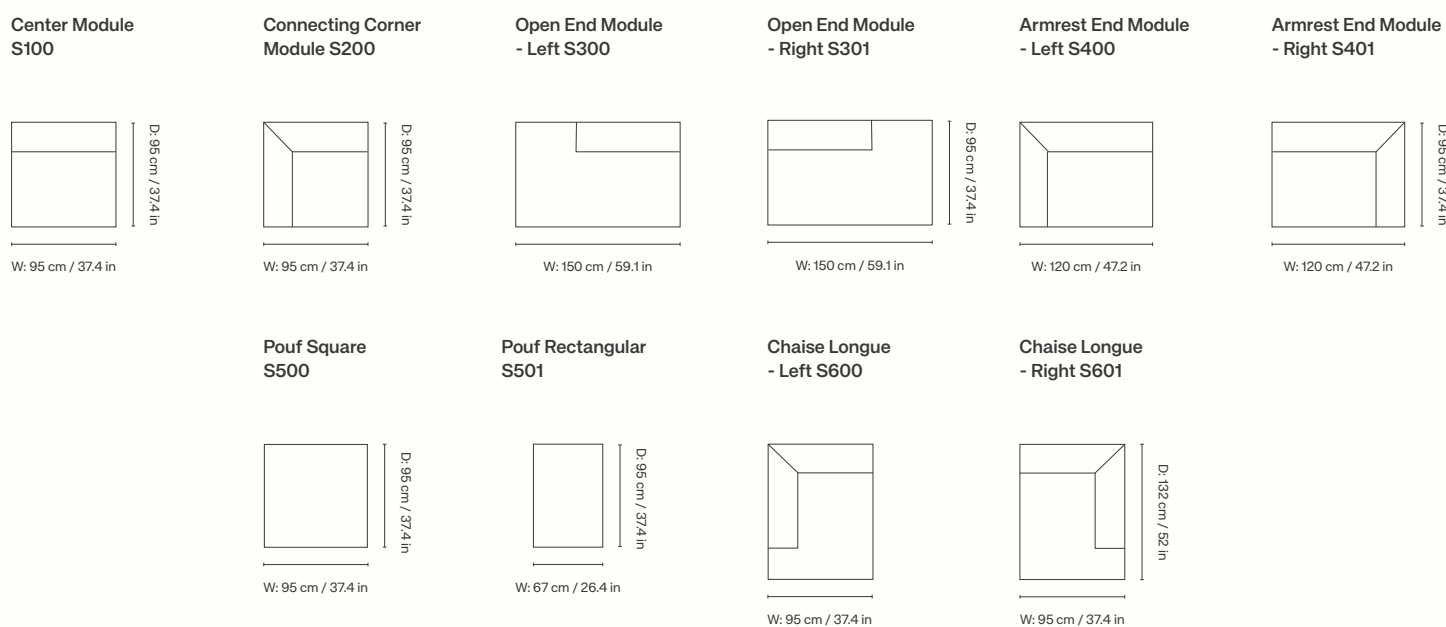 Center Module
S100
Connecting Corner
Module S200
Open End Module
- Left S300
Open End Module
- Right S301
Armrest End Module
- Left S400
Armrest End Module
- Right S401
D: 95 cm / 37.4 in
D: 95 cm / 37.4 in
D: 95 cm / 37.4 in
D: 95 cm / 37.4 in
W: 95 cm / 37.4 in
W: 95 cm / 37.4 in
W: 150 cm / 59.1 in
W: 150 cm / 59.1 in
W: 120 cm / 47.2 in
W: 120 cm / 47.2 in
Pouf Square
S500
Pouf Rectangular
S501
Chaise Longue
- Left S600
Chaise Longue
- Right S601
D: 95 cm / 37.4 in
D: 95 cm / 37.4 in
D: 132 cm / 52 in
W: 95 cm / 37.4 in
W: 67 cm / 26.4 in
W: 95 cm / 37.4 in
W: 95 cm / 37.4 in